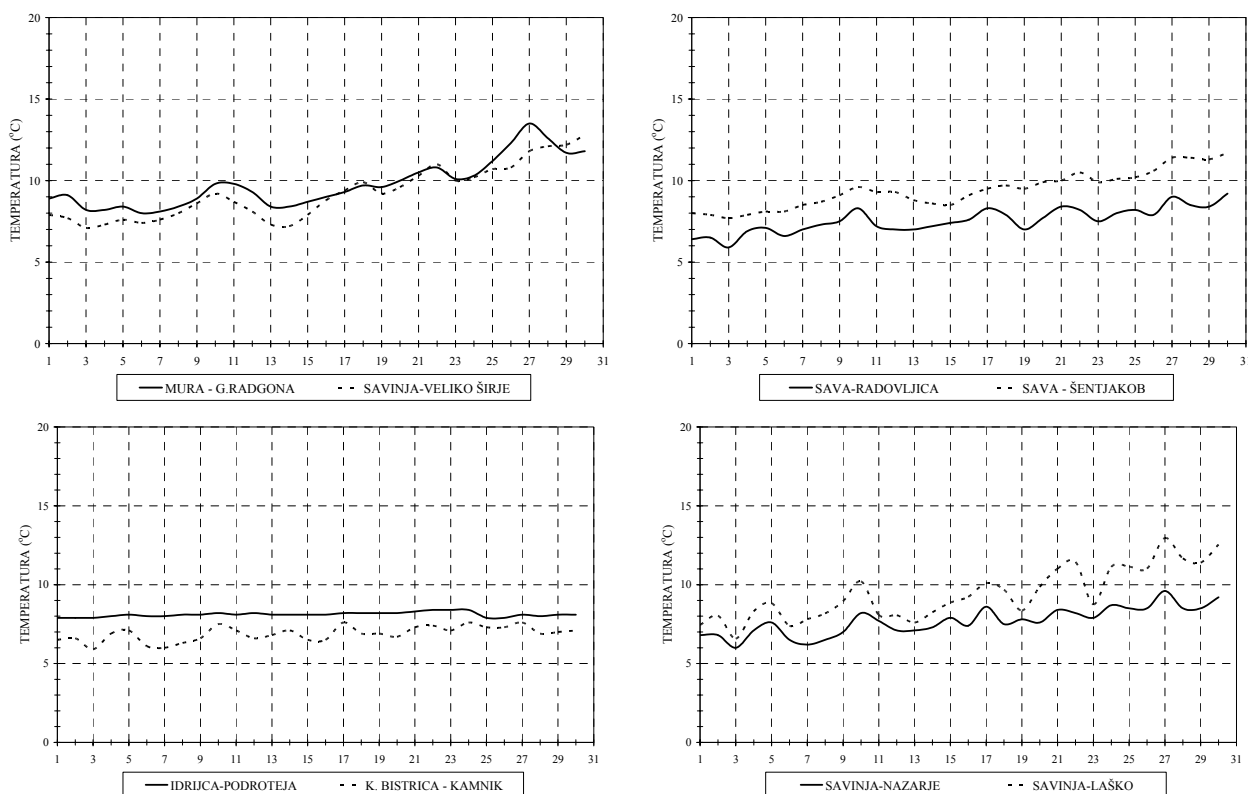 TEMPERATURA (°C)
20
15
10
5
0
1 3 5 7 9 11 13 15 17 19 21 23 25 27 29 31
MURA - G.RADGONA SAVINJA-VELIKO ŠIRJE
TEMPERATURA (°C)
20
15
10
5
0
1 3 5 7 9 11 13 15 17 19 21 23 25 27 29 31
SAVA-RADOVLJICA SAVA - ŠENTJAKOB
TEMPERATURA (°C)
20
15
10
5
0
1 3 5 7 9 11 13 15 17 19 21 23 25 27 29 31
IDRIJCA-PODROTEJA K. BISTRICA - KAMNIK
TEMPERATURA (°C)
20
15
10
5
0
1 3 5 7 9 11 13 15 17 19 21 23 25 27 29 31
SAVINJA-NAZARJE SAVINJA-LAŠKO